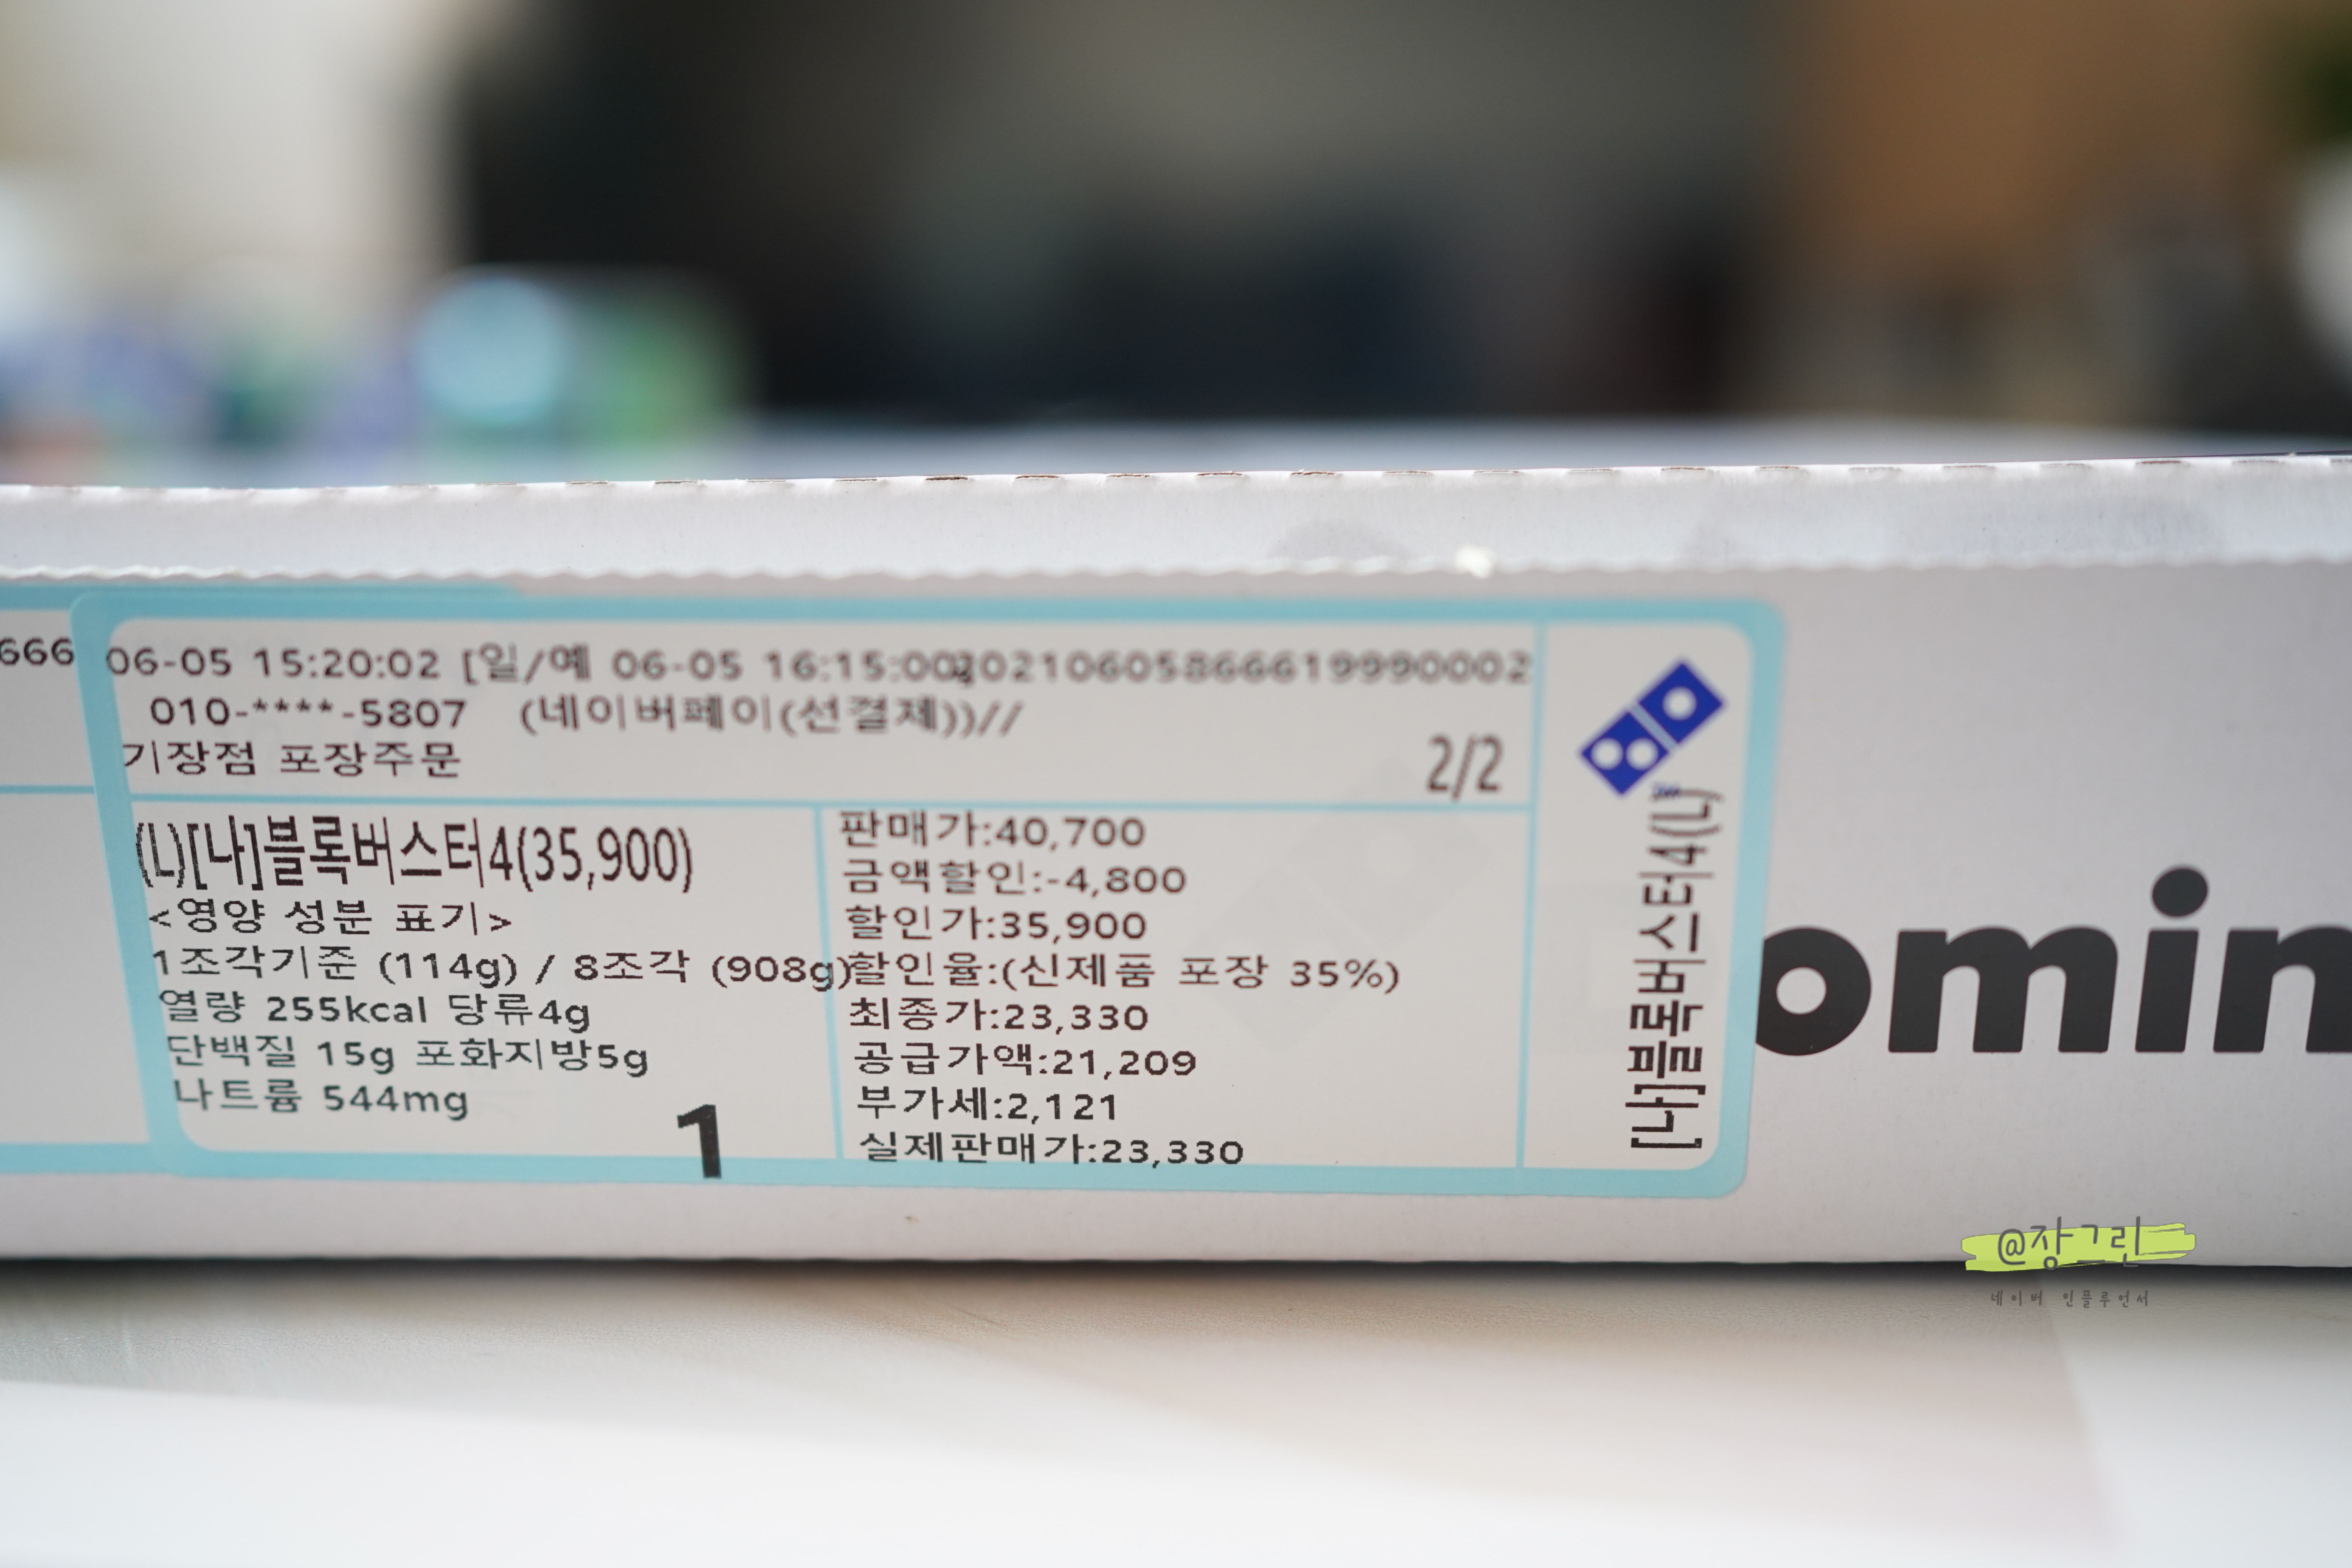 666
06-05 15:20:02 [일/예 06-05 16:15:00]
20210605866619990002
010-****-5807 (네이버페이(선결제))//
기장점 포장주문
2/2
(L)[나]블록버스터4(35,900)
<영양 성분 표기>
1조각기준 (114g) / 8조각 (908g)
열량 255kcal 당류4g
단백질 15g 포화지방5g
나트륨 544mg
1
판매가:40,700
금액할인:-4,800
할인가:35,900
할인율:(신제품 포장 35%)
최종가:23,330
공급가액:21,209
부가세:2,121
실제판매가:23,330
[나]블록버스터4(L)
omin
@장그린
네이버 인플루언서